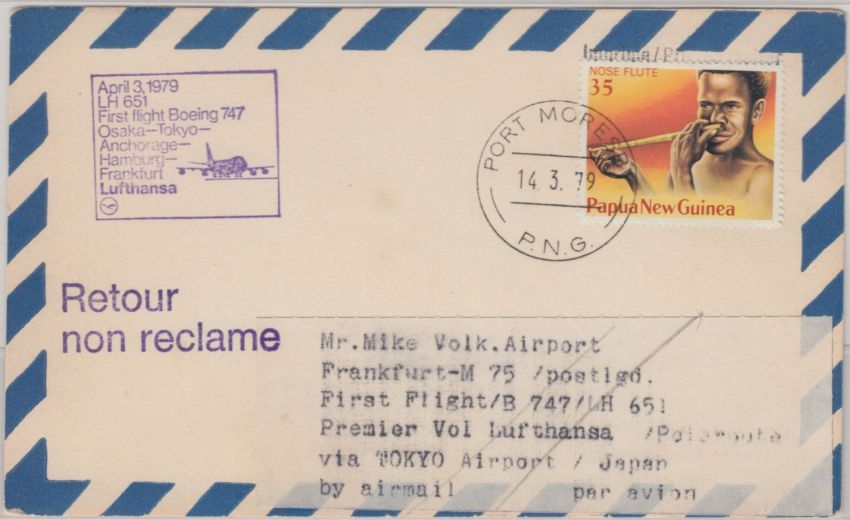 April 3, 1979
LH 651
First flight Boeing 747
Osaka-Tokyo-
Anchorage-
Hamburg-
Frankfurt
Lufthansa
NOSE FLUTE
35
Papua New Guinea
PORT MORESBY
14. 3. 79
P.N.G.
Retour
non reclame
Mr.Mike Volk.Airport
Frankfurt-M 75 /postlgd.
First Flight/B 747/LH 651
Premier Vol Lufthansa /Polaroute
via TOKYO Airport / Japan
by airmail par avion